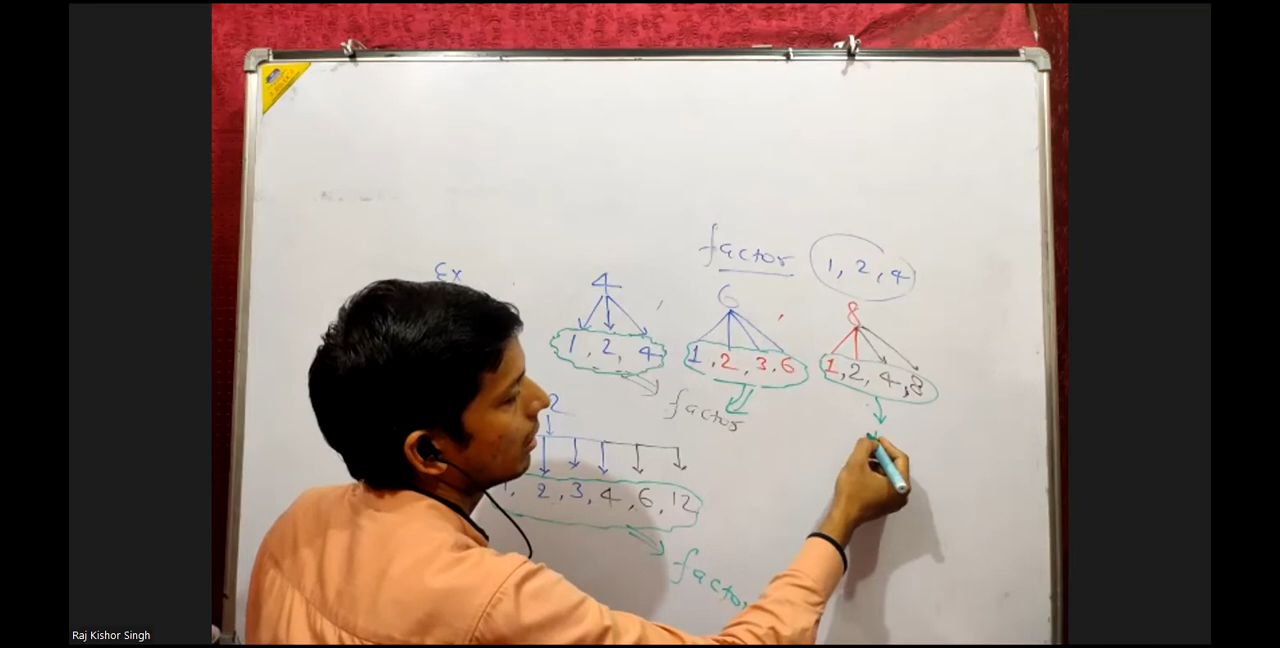 factor 1, 2, 4
Ex
4 6 8
1, 2, 4 1, 2, 3, 6 1, 2, 4, 8
factor
2
1, 2, 3, 4, 6, 12
factor
Raj Kishor Singh